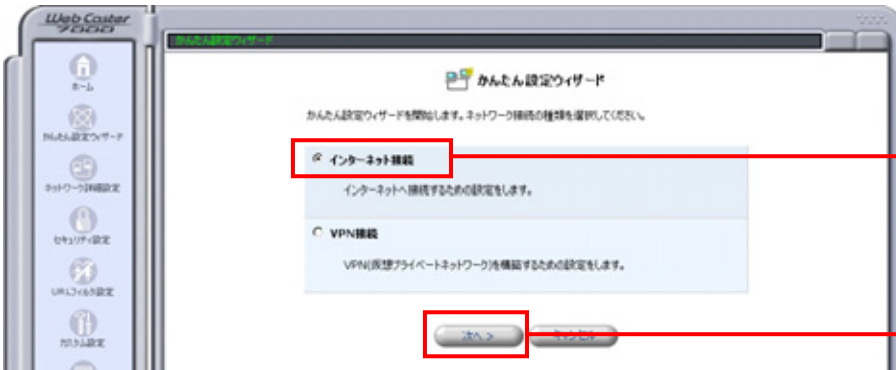 Web Caster
7000
かんたん設定ウィザード
ホーム
かんたん設定ウィザード
ネットワーク詳細設定
セキュリティ設定
URLフィルタ設定
カスタム設定
かんたん設定ウィザード
かんたん設定ウィザードを開始します。ネットワーク接続の種類を選択してください。
インターネット接続
インターネットへ接続するための設定をします。
VPN接続
VPN(仮想プライベートネットワーク)を構築するための設定をします。
次へ >
キャンセル